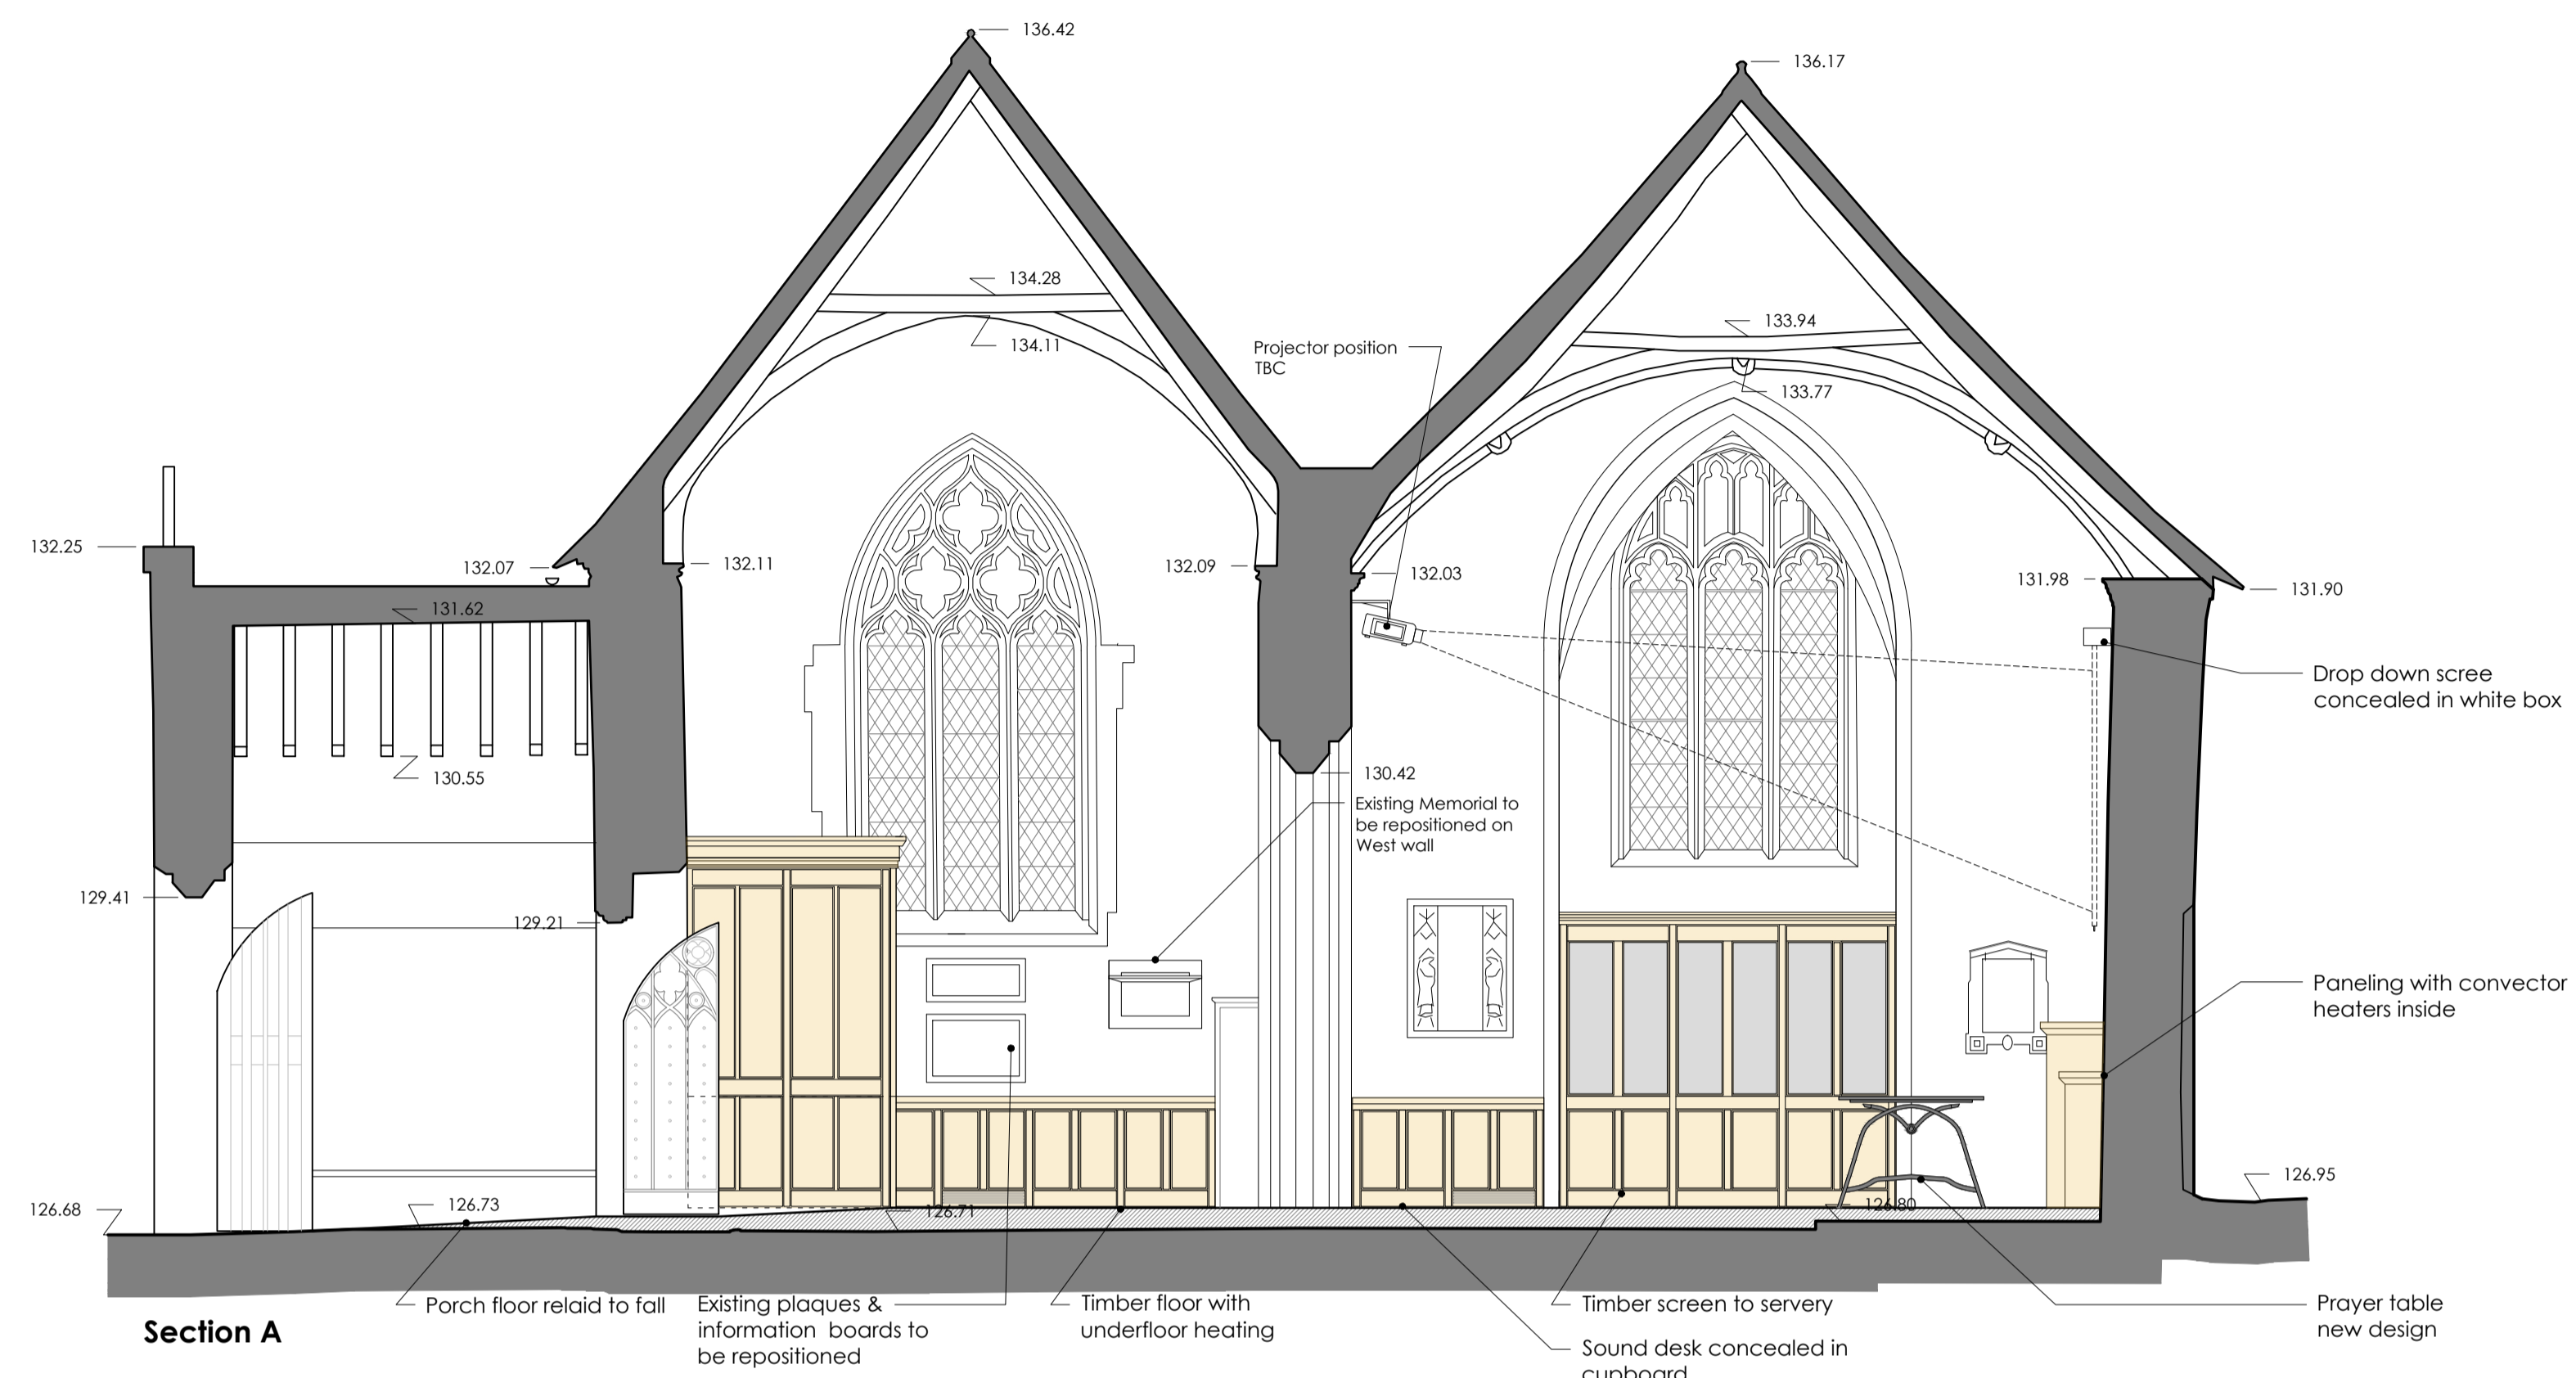 136.42
136.17
134.28
133.94
134.11
Projector position
TBC
133.77
132.25
132.07
132.11
132.09
132.03
131.98
131.90
131.62
Drop down scree
concealed in white box
130.55
130.42
Existing Memorial to
be repositioned on
West wall
129.41
129.21
Paneling with convector
heaters inside
126.95
126.68
126.73
126.71
126.80
Porch floor relaid to fall
Existing plaques &
information boards to
be repositioned
Timber floor with
underfloor heating
Timber screen to servery
Prayer table
new design
Section A
Sound desk concealed in
cupboard